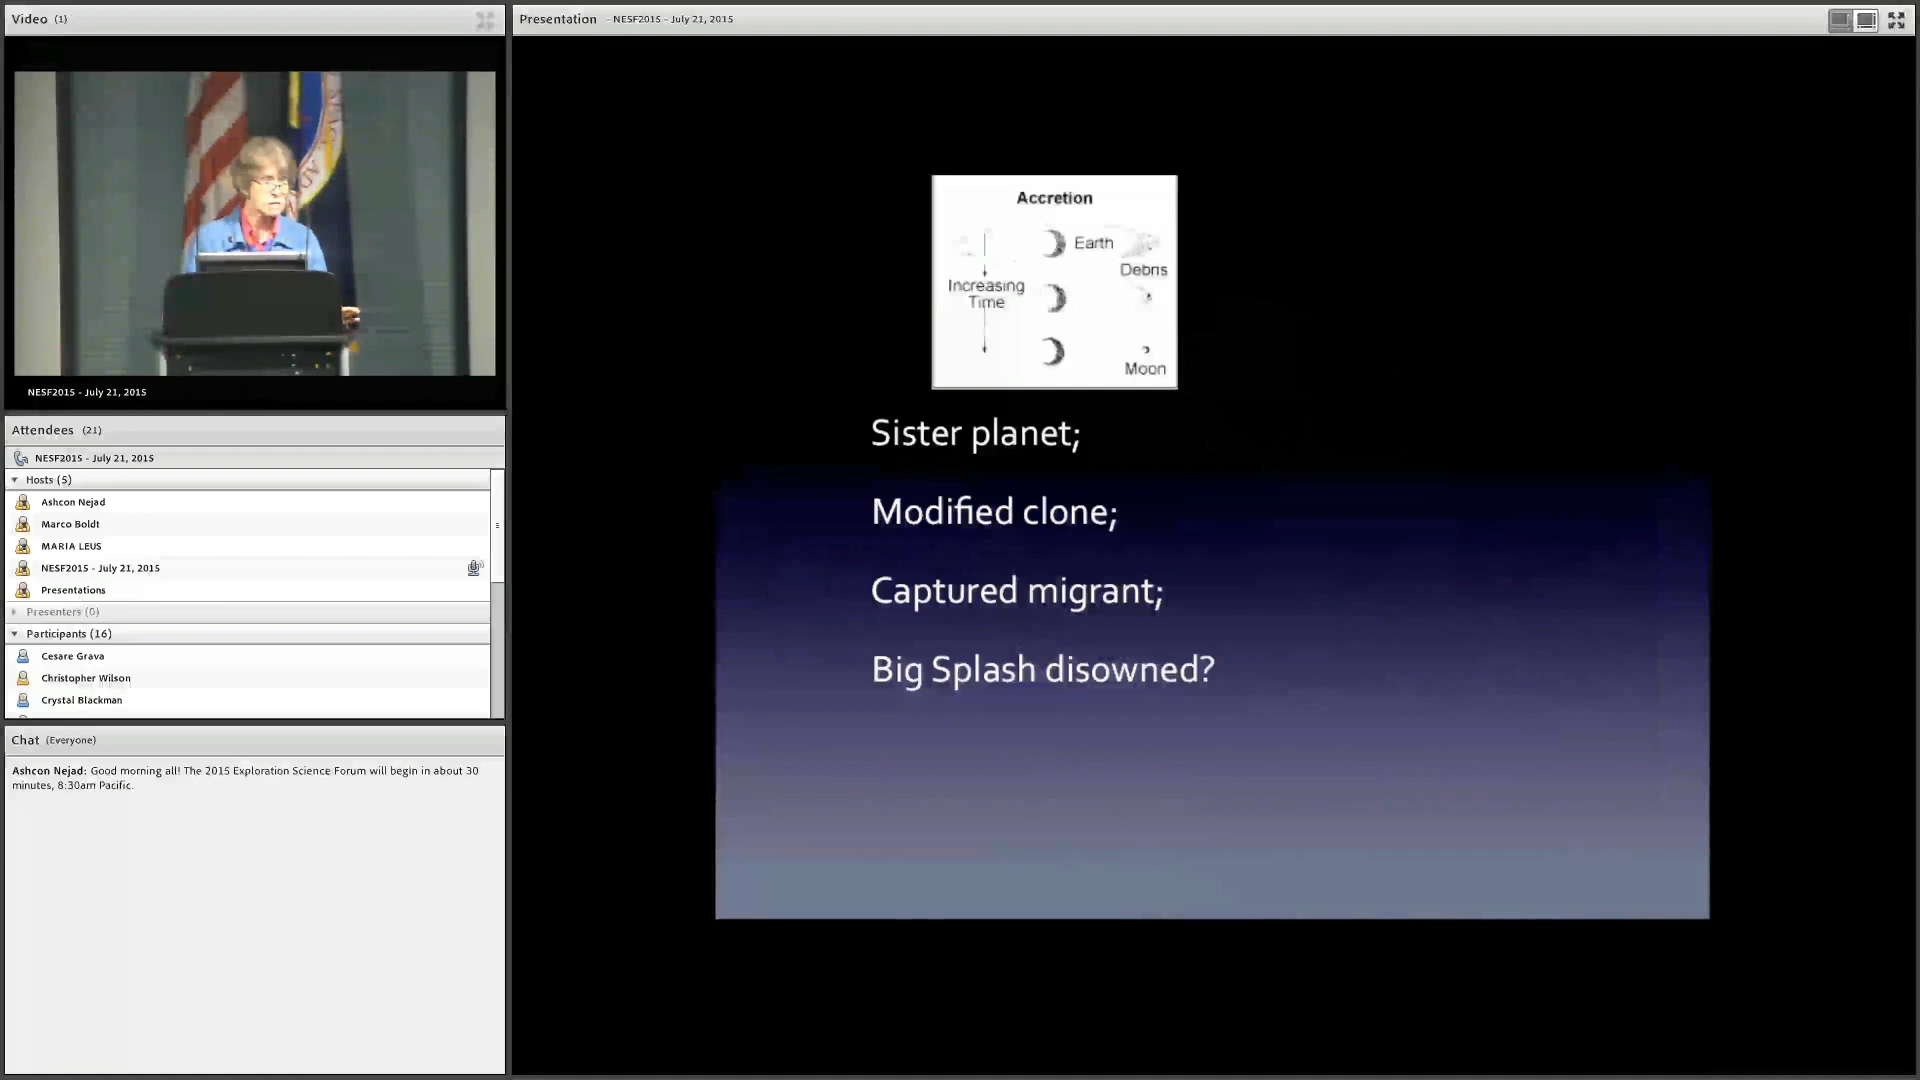 Video (1)
NESF2015 - July 21, 2015
Attendees (21)
NESF2015 - July 21, 2015
Hosts (5)
Ashcon Nejad
Marco Boldt
MARIA LEUS
NESF2015 - July 21, 2015
Presentations
Presenters (0)
Participants (16)
Cesare Grava
Christopher Wilson
Crystal Blackman
Chat (Everyone)
Ashcon Nejad: Good morning all! The 2015 Exploration Science Forum will begin in about 30
minutes, 8:30am Pacific.
Presentation - NESF2015 - July 21, 2015
Accretion
Earth
Debris
Increasing
Time
Moon
Sister planet;
Modified clone;
Captured migrant;
Big Splash disowned?